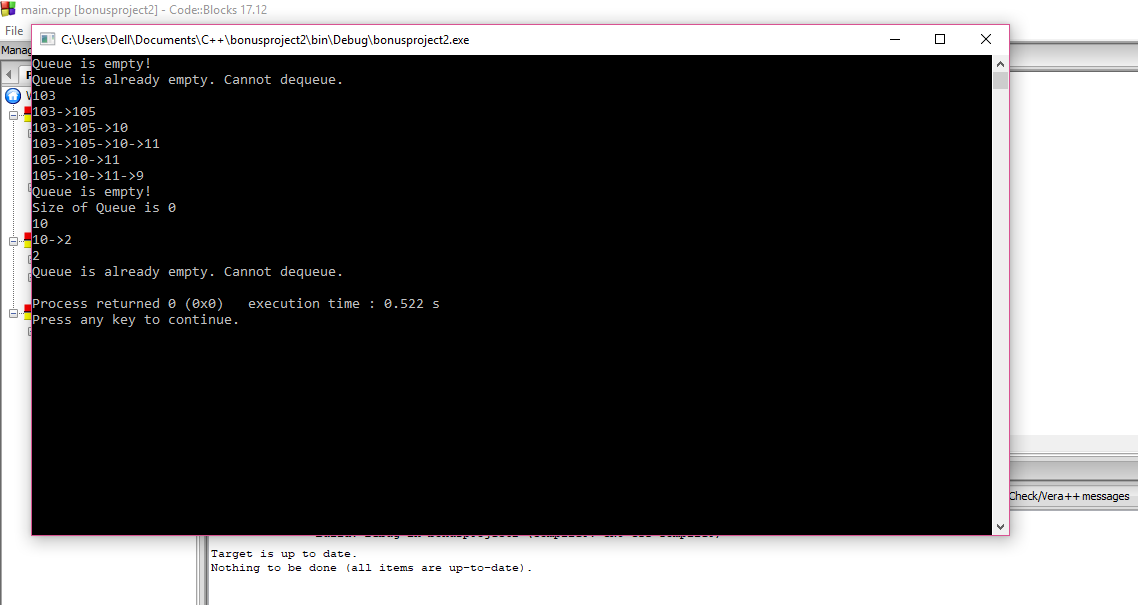 main.cpp [bonusproject2] - Code::Blocks 17.12
File
C:\Users\Dell\Documents\C++\bonusproject2\bin\Debug\bonusproject2.exe
Queue is empty!
Queue is already empty. Cannot dequeue.
103
103->105
103->105->10
103->105->10->11
105->10->11
105->10->11->9
Queue is empty!
Size of Queue is 0
10
10->2
2
Queue is already empty. Cannot dequeue.
Process returned 0 (0x0)   execution time : 0.522 s
Press any key to continue.
Check/Vera++ messages
Target is up to date.
Nothing to be done (all items are up-to-date).